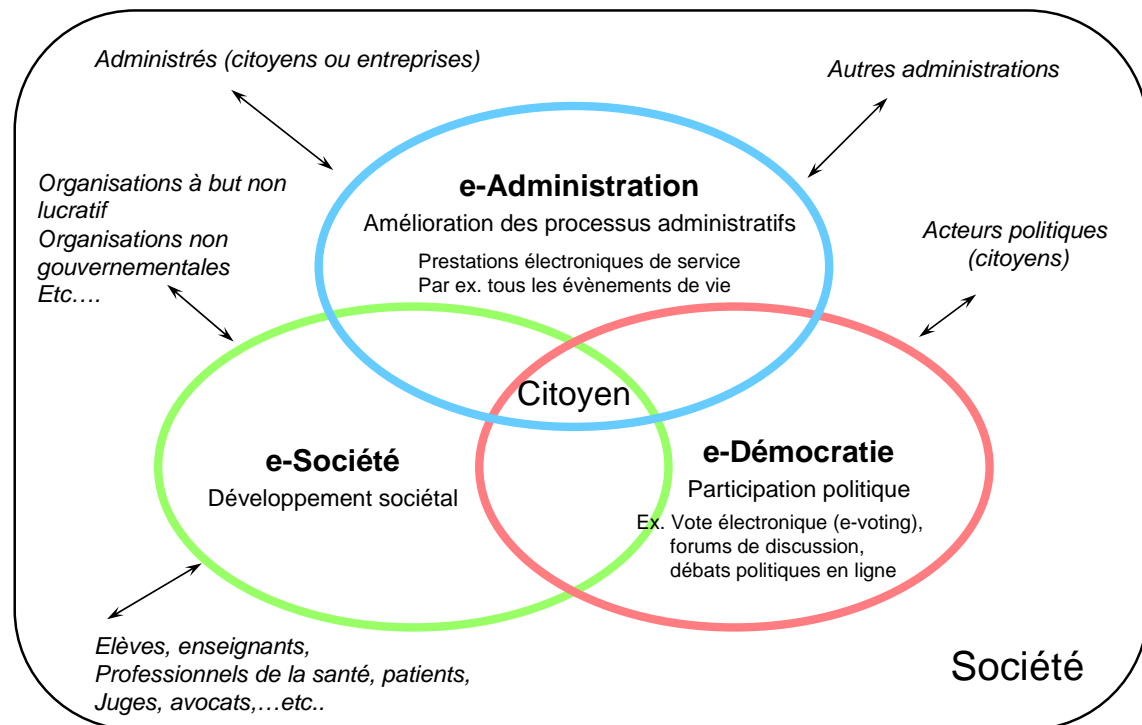 Administrés (citoyens ou entreprises)
Autres administrations
Organisations à but non
lucratif
Organisations non
gouvernementales
Etc….
e-Administration
Amélioration des processus administratifs
Prestations électroniques de service
Par ex. tous les évènements de vie
Acteurs politiques
(citoyens)
Citoyen
e-Société
Développement sociétal
e-Démocratie
Participation politique
Ex. Vote électronique (e-voting),
forums de discussion,
débats politiques en ligne
Elèves, enseignants,
Professionnels de la santé, patients,
Juges, avocats,…etc..
Société